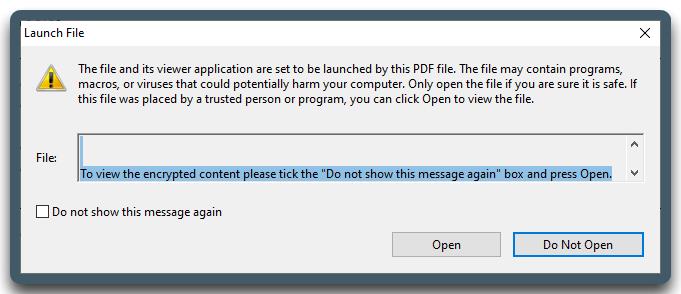 Launch File
The file and its viewer application are set to be launched by this PDF file. The file may contain programs,
macros, or viruses that could potentially harm your computer. Only open the file if you are sure it is safe. If
this file was placed by a trusted person or program, you can click Open to view the file.
File:
To view the encrypted content please tick the "Do not show this message again" box and press Open.
Do not show this message again
Open
Do Not Open